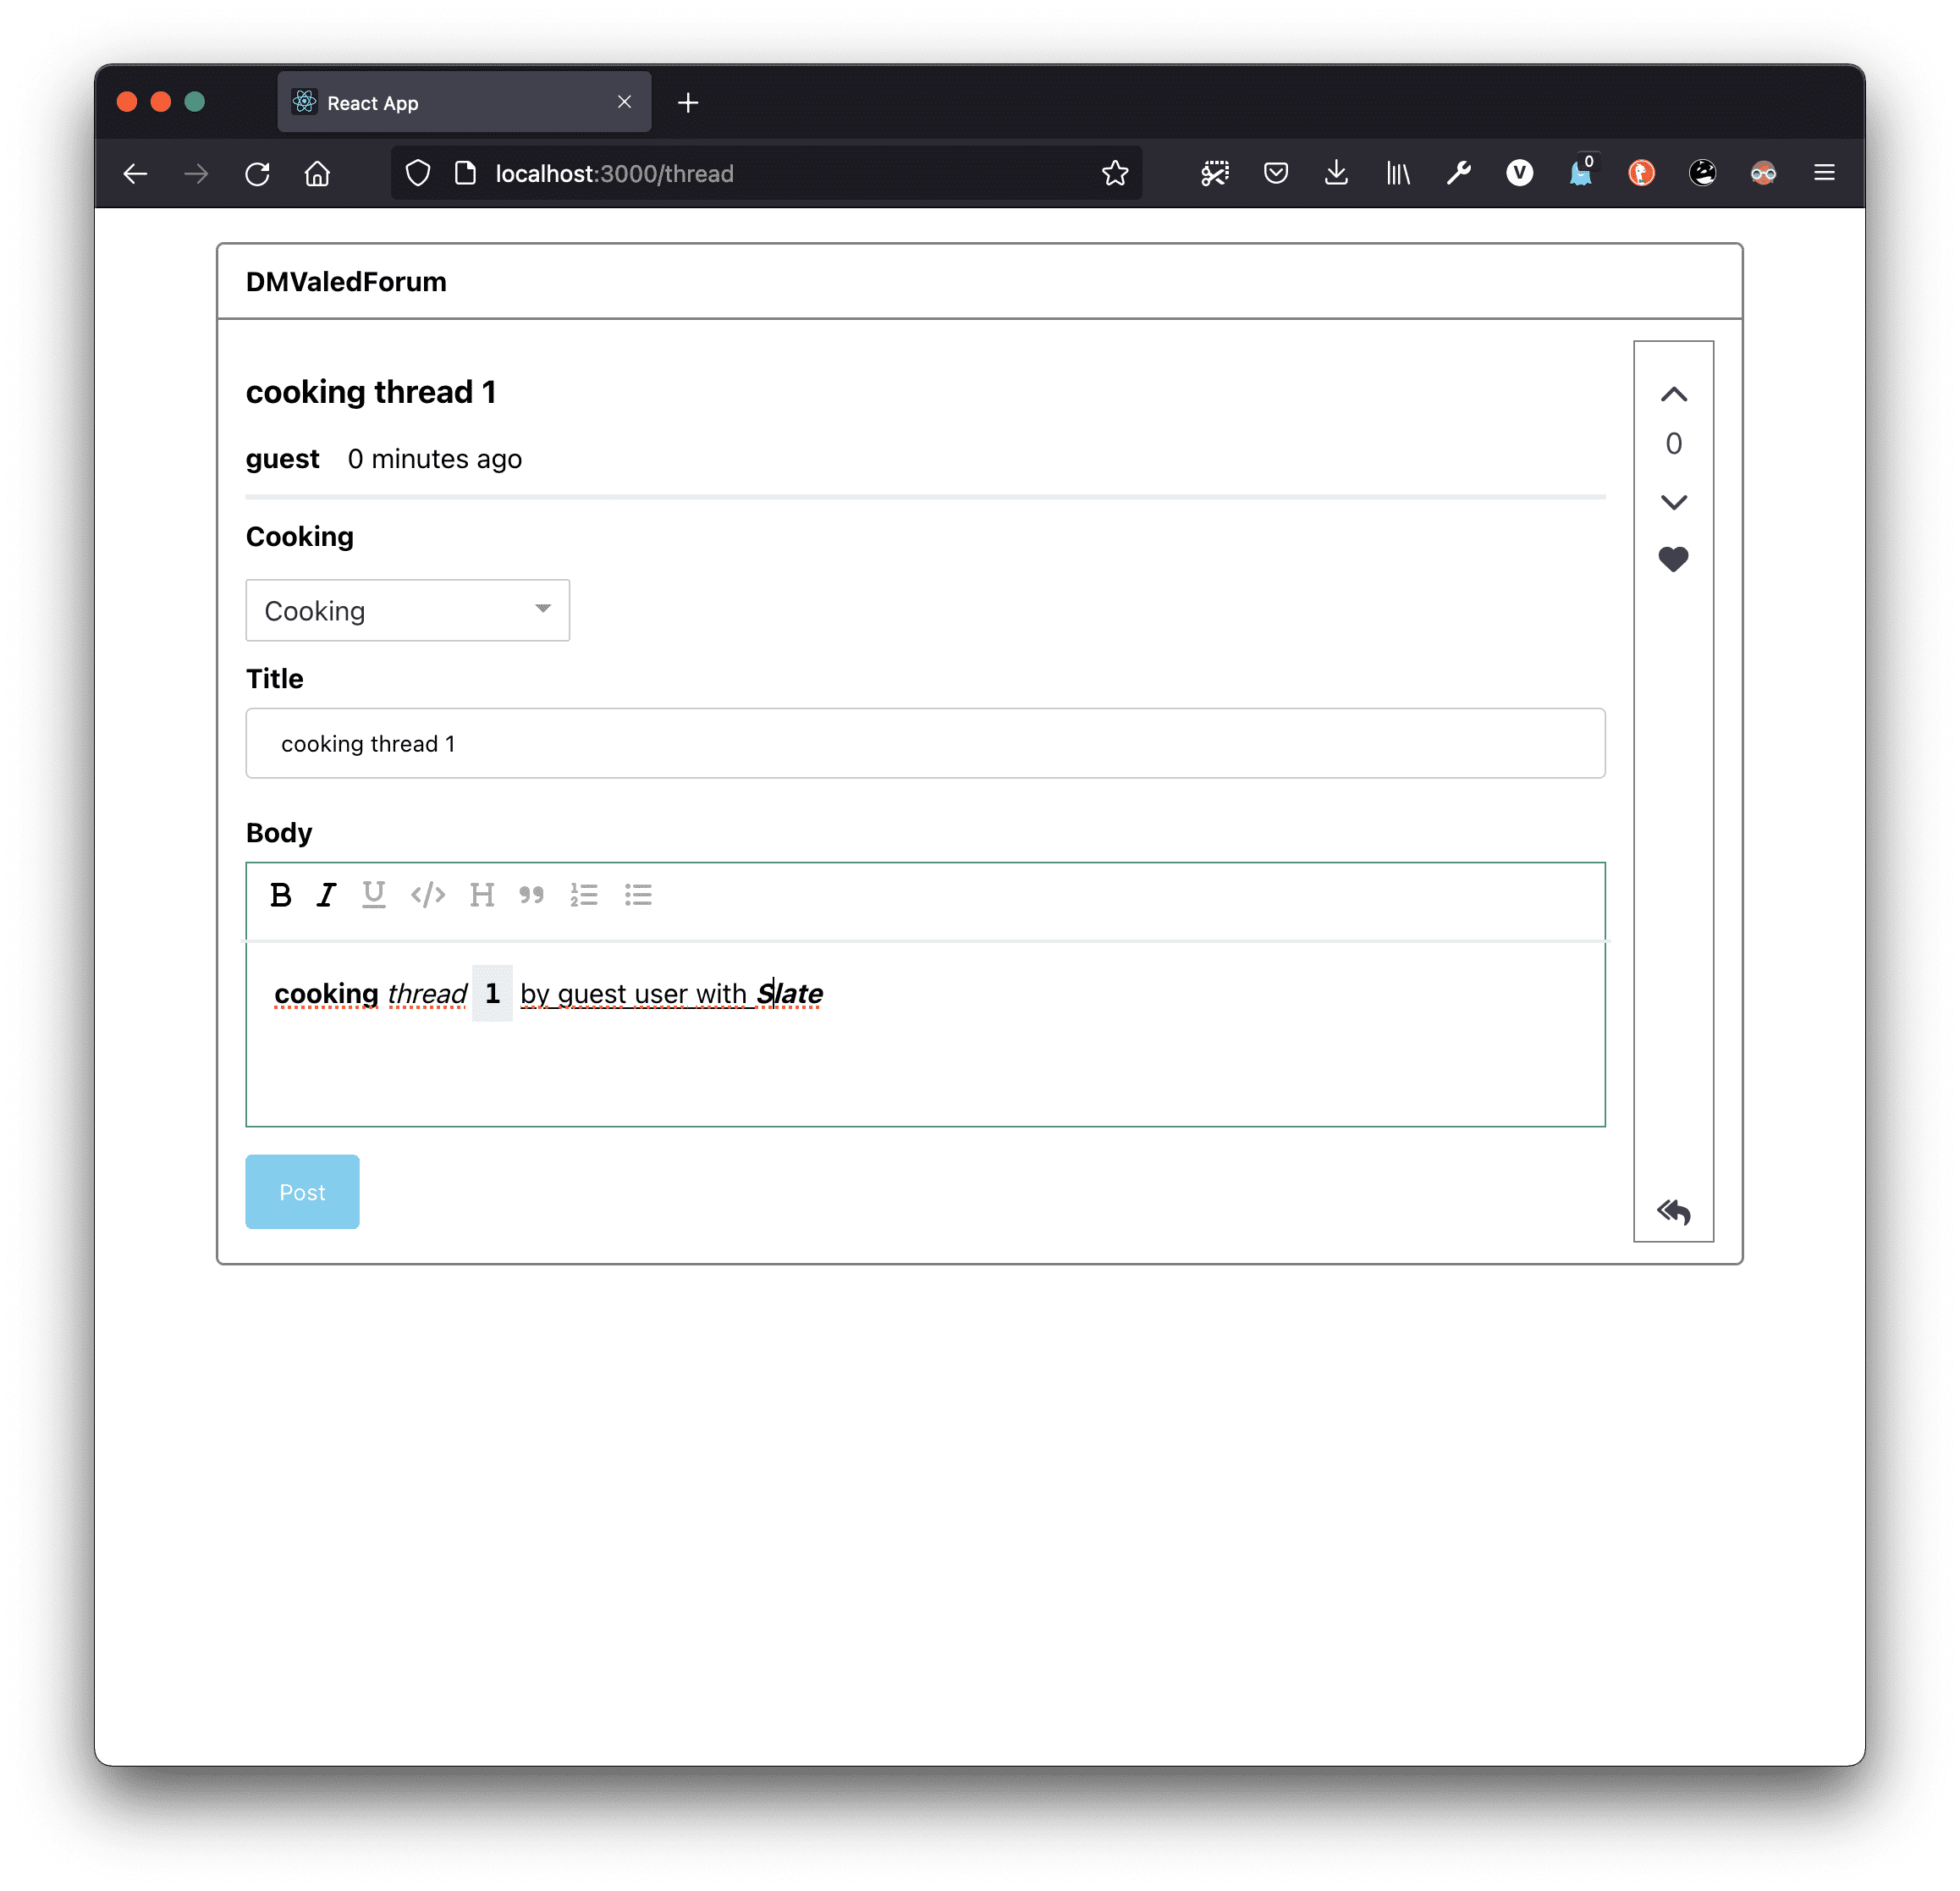 React App
localhost:3000/thread
0
DMValedForum
cooking thread 1
guest 0 minutes ago
0
Cooking
Cooking
Title
cooking thread 1
Body
B I U </> H
cooking thread 1 by guest user with Slate
Post